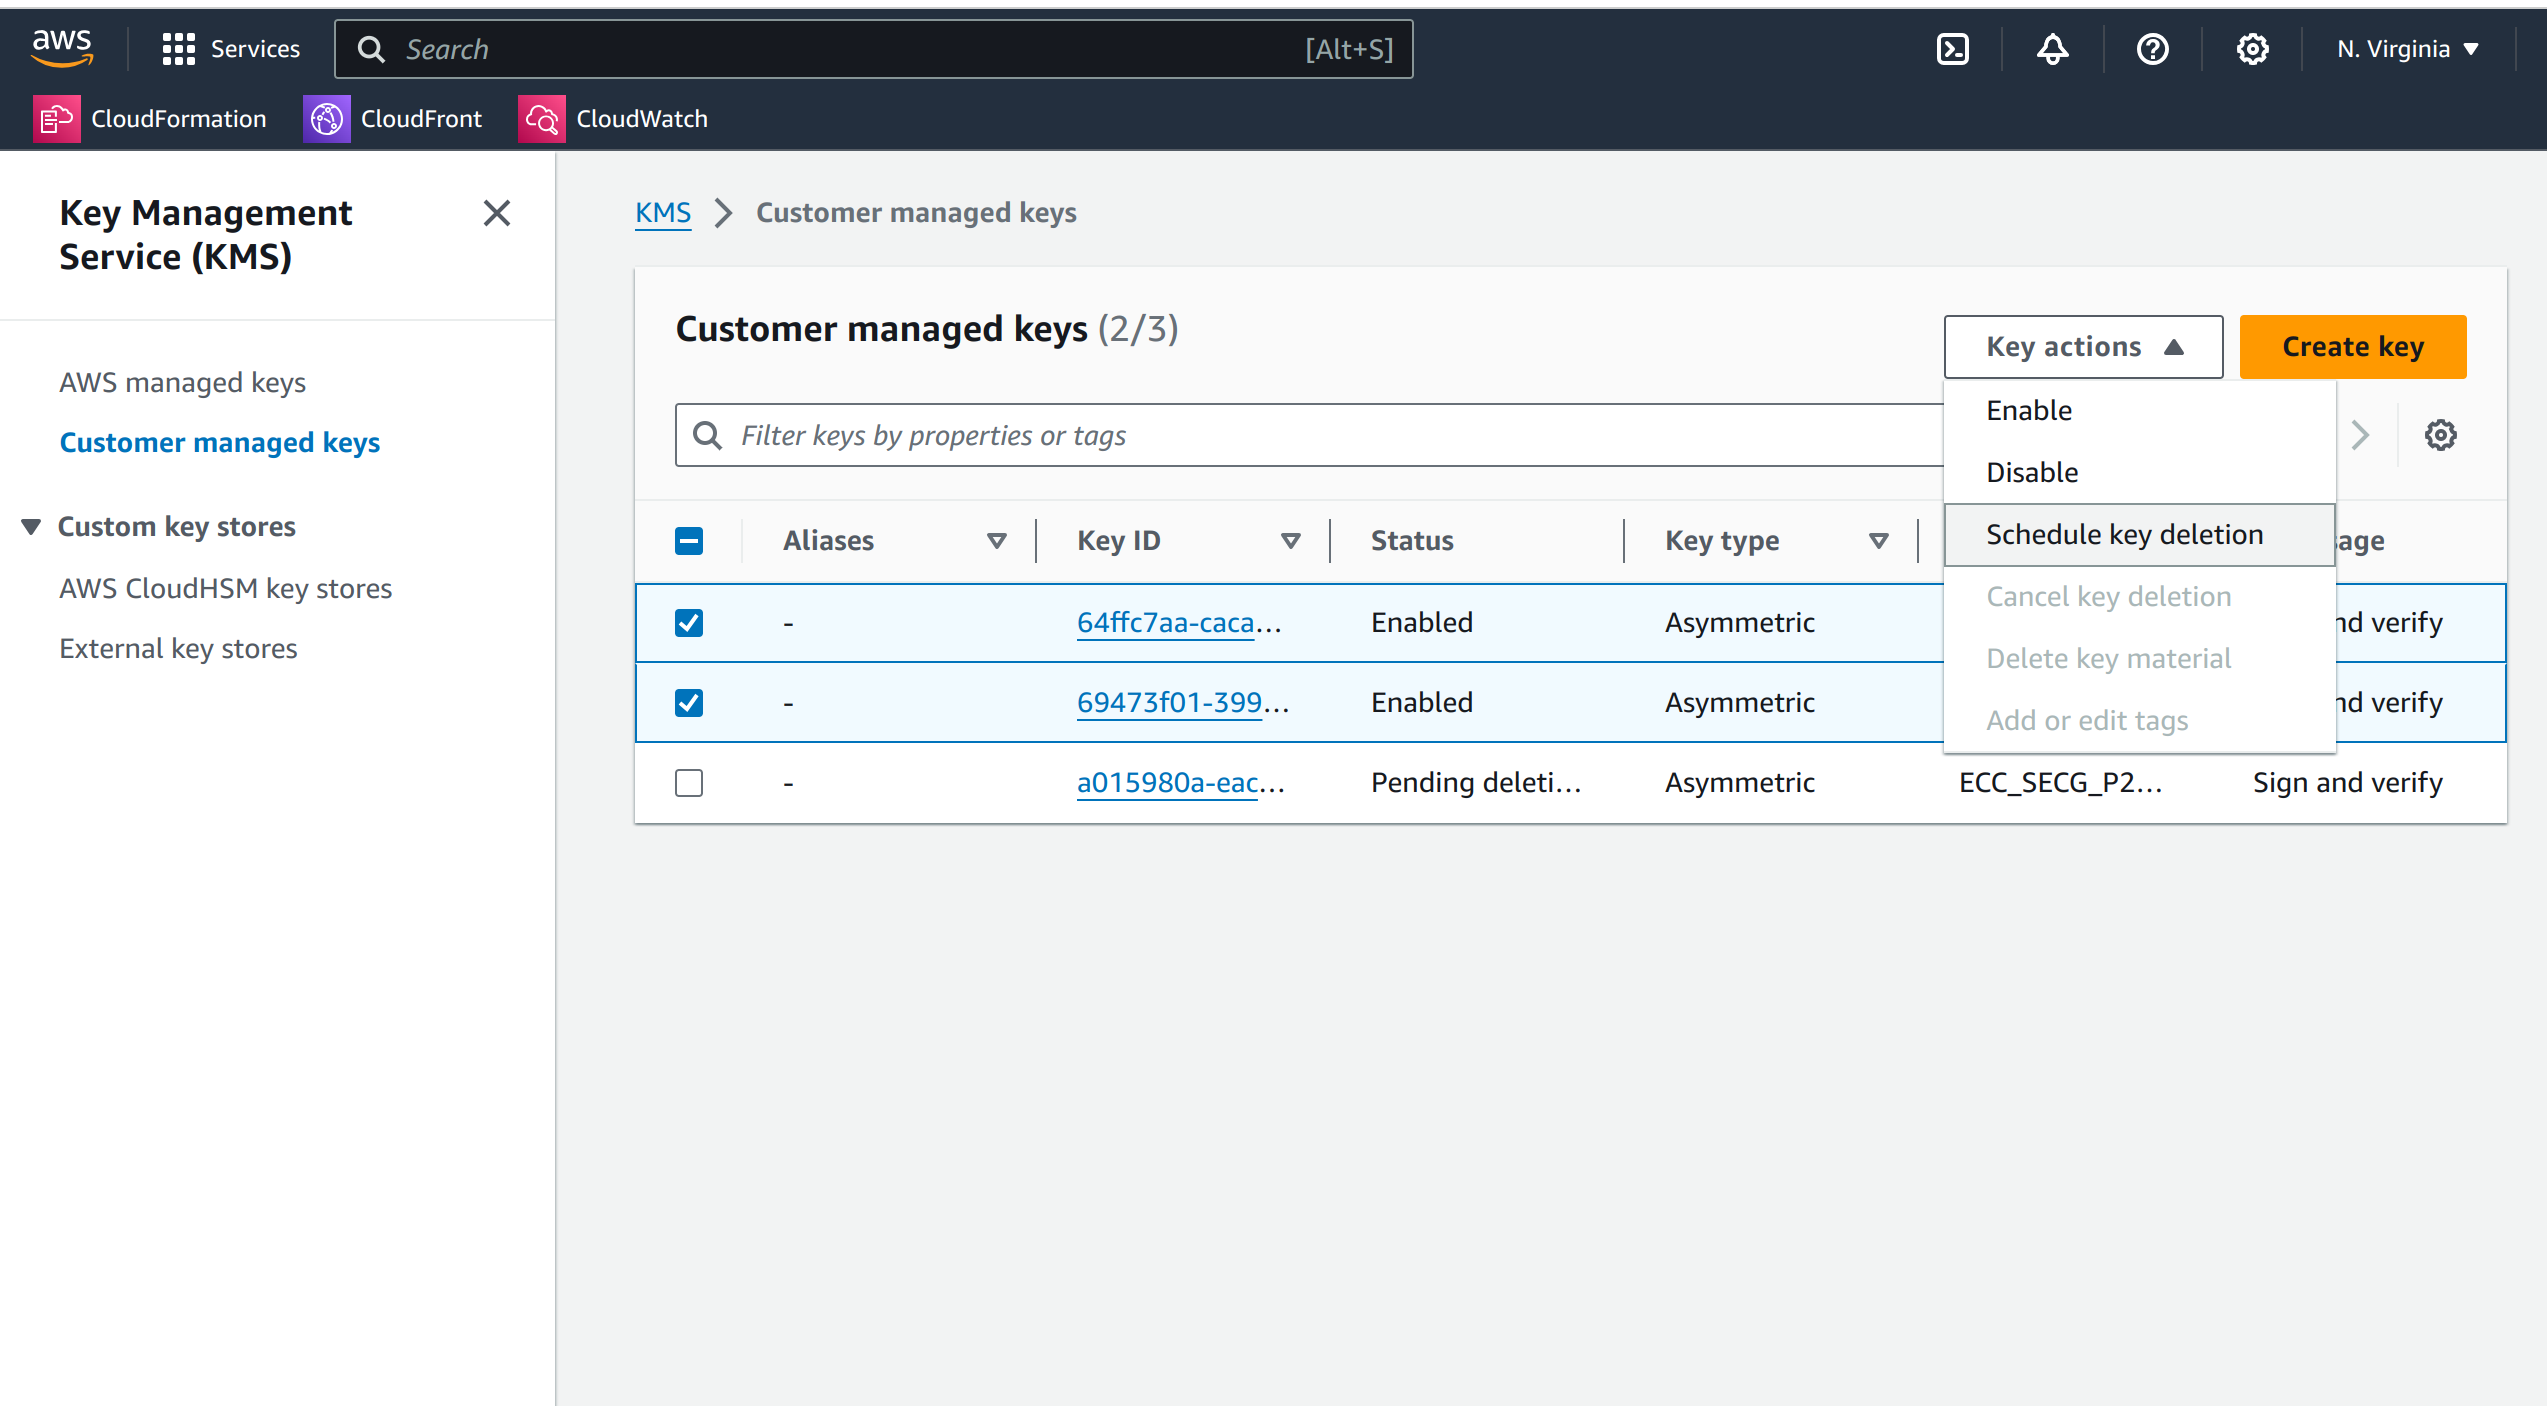 aws
Services
Search [Alt+S]
N. Virginia
CloudFormation CloudFront CloudWatch
Key Management
Service (KMS)
AWS managed keys
Customer managed keys
Custom key stores
AWS CloudHSM key stores
External key stores
KMS Customer managed keys
Customer managed keys (2/3)
Key actions Create key
Filter keys by properties or tags
Enable
Disable
Schedule key deletion
Cancel key deletion
Delete key material
Add or edit tags
Aliases Key ID Status Key type
- 64ffc7aa-caca... Enabled Asymmetric nd verify
- 69473f01-399... Enabled Asymmetric nd verify
- a015980a-eac... Pending deleti... Asymmetric ECC_SECG_P2... Sign and verify